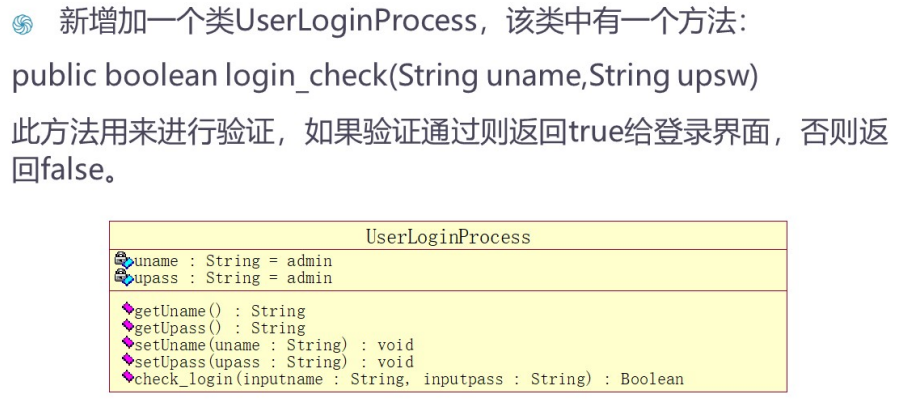 新增加一个类UserLoginProcess，该类中有一个方法：
public boolean login_check(String uname,String upsw)
此方法用来进行验证，如果验证通过则返回true给登录界面，否则返
回false。
UserLoginProcess
uname : String = admin
upass : String = admin
getUname() : String
getUpass() : String
setUname(uname : String) : void
setUpass(upass : String) : void
check_login(inputname : String, inputpass : String) : Boolean